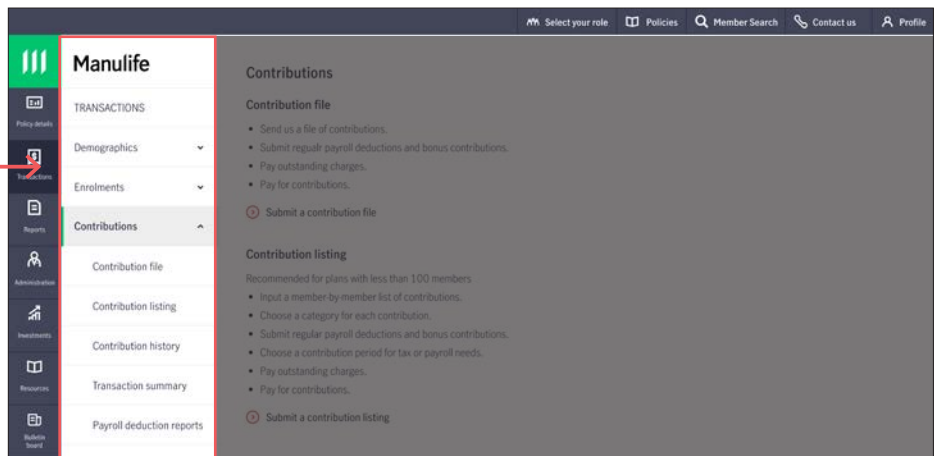 Select your role Policies Member Search Contact us Profile
Policy details
Transactions
Reports
Administration
Investments
Resources
Bulletin
board
Manulife
TRANSACTIONS
Demographics
Enrolments
Contributions
Contribution file
Contribution listing
Contribution history
Transaction summary
Payroll deduction reports
Contributions
Contribution file
• Send us a file of contributions.
• Submit regualr payroll deductions and bonus contributions.
• Pay outstanding charges.
• Pay for contributions.
Submit a contribution file
Contribution listing
Recommended for plans with less than 100 members
• Input a member by member list of contributions.
• Choose a category for each contribution.
• Submit regular payroll deductions and bonus contributions.
• Choose a contribution period for tax or payroll needs.
• Pay outstanding charges.
• Pay for contributions.
Submit a contribution listing